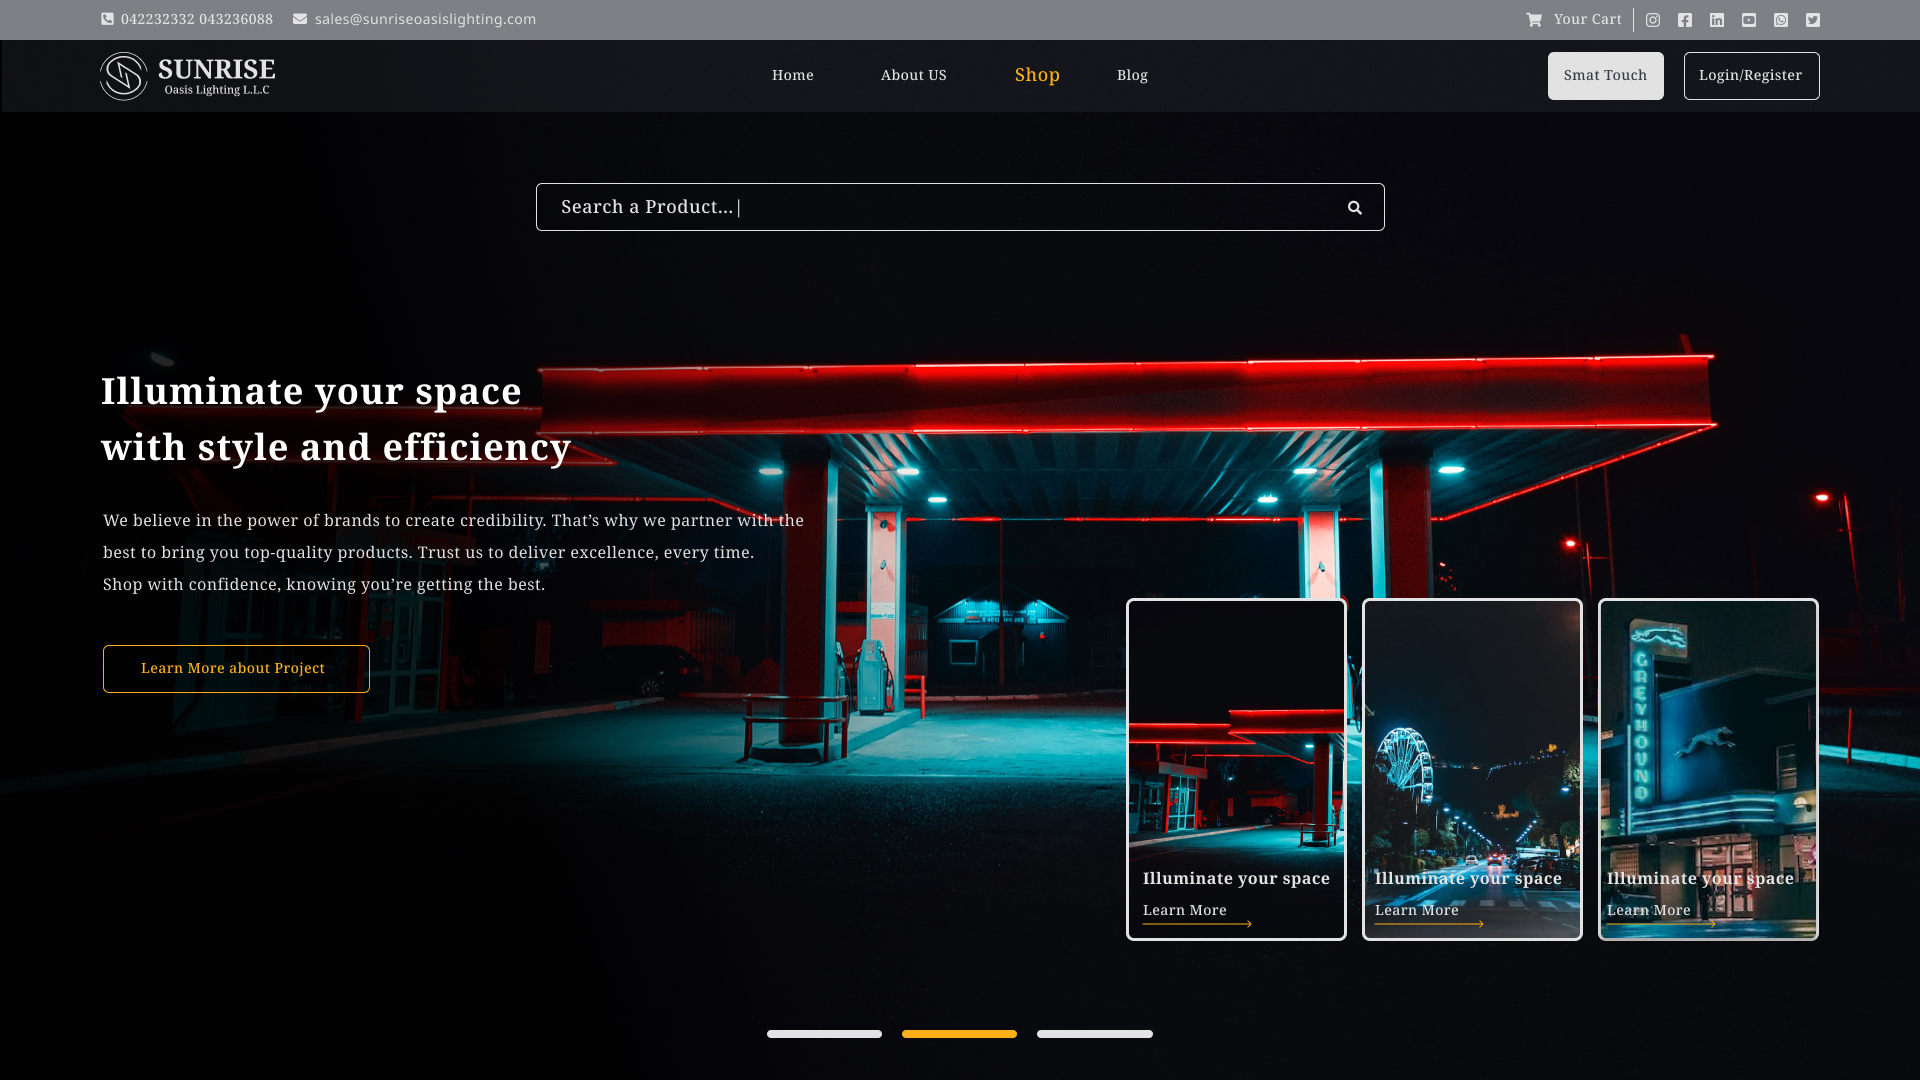 042232332 043236088
sales@sunriseoasislighting.com
Your Cart
SUNRISE
Oasis Lighting L.L.C
Home
About US
Shop
Blog
Smat Touch
Login/Register
Search a Product...|
Illuminate your space
with style and efficiency
We believe in the power of brands to create credibility. That’s why we partner with the
best to bring you top-quality products. Trust us to deliver excellence, every time.
Shop with confidence, knowing you’re getting the best.
Learn More about Project
Illuminate your space
Learn More
Illuminate your space
Learn More
GREYHOUND
Illuminate your space
Learn More